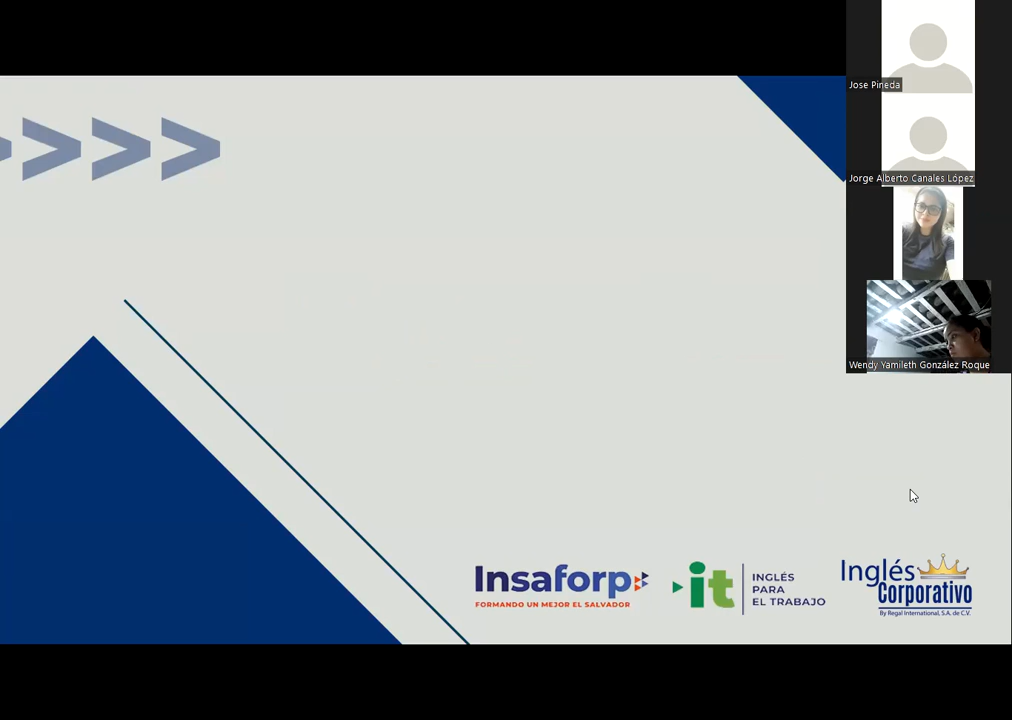 Jose Pineda
Jorge Alberto Canales López
Wendy Yamileth González Roque
Insaforp
FORMANDO UN MEJOR EL SALVADOR
it
INGLÉS
PARA
EL TRABAJO
Inglés
Corporativo
By Regal International, S.A. de C.V.